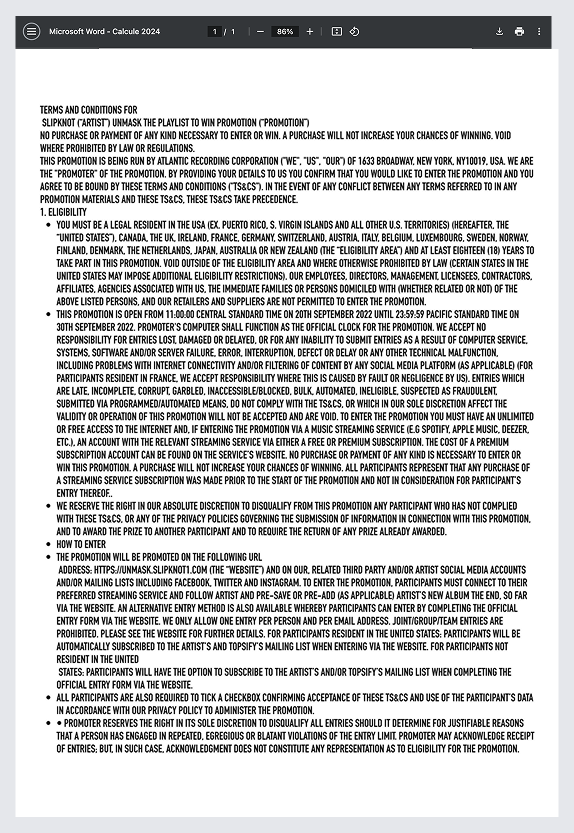 Microsoft Word - Calcule 2024
1 / 1
86%
TERMS AND CONDITIONS FOR
SLIPKNOT ("ARTIST") UNMASK THE PLAYLIST TO WIN PROMOTION ("PROMOTION")
NO PURCHASE OR PAYMENT OF ANY KIND NECESSARY TO ENTER OR WIN. A PURCHASE WILL NOT INCREASE YOUR CHANCES OF WINNING. VOID
WHERE PROHIBITED BY LAW OR REGULATIONS.
THIS PROMOTION IS BEING RUN BY ATLANTIC RECORDING CORPORATION ("WE", "US", "OUR") OF 1633 BROADWAY, NEW YORK, NY10019, USA. WE ARE
THE "PROMOTER" OF THE PROMOTION. BY PROVIDING YOUR DETAILS TO US YOU CONFIRM THAT YOU WOULD LIKE TO ENTER THE PROMOTION AND YOU
AGREE TO BE BOUND BY THESE TERMS AND CONDITIONS ("TS&CS"). IN THE EVENT OF ANY CONFLICT BETWEEN ANY TERMS REFERRED TO IN ANY
PROMOTION MATERIALS AND THESE TS&CS, THESE TS&CS TAKE PRECEDENCE.
1. ELIGIBILITY
• YOU MUST BE A LEGAL RESIDENT IN THE USA (EX. PUERTO RICO, S. VIRGIN ISLANDS AND ALL OTHER U.S. TERRITORIES) (HEREAFTER, THE
"UNITED STATES"), CANADA, THE UK, IRELAND, FRANCE, GERMANY, SWITZERLAND, AUSTRIA, ITALY, BELGIUM, LUXEMBOURG, SWEDEN, NORWAY,
FINLAND, DENMARK, THE NETHERLANDS, JAPAN, AUSTRALIA OR NEW ZEALAND (THE "ELIGIBILITY AREA") AND AT LEAST EIGHTEEN (18) YEARS TO
TAKE PART IN THIS PROMOTION. VOID OUTSIDE OF THE ELIGIBILITY AREA AND WHERE OTHERWISE PROHIBITED BY LAW (CERTAIN STATES IN THE
UNITED STATES MAY IMPOSE ADDITIONAL ELIGIBILITY RESTRICTIONS). OUR EMPLOYEES, DIRECTORS, MANAGEMENT, LICENSEES, CONTRACTORS,
AFFILIATES, AGENCIES ASSOCIATED WITH US, THE IMMEDIATE FAMILIES OR PERSONS DOMICILED WITH (WHETHER RELATED OR NOT) OF THE
ABOVE LISTED PERSONS, AND OUR RETAILERS AND SUPPLIERS ARE NOT PERMITTED TO ENTER THE PROMOTION.
• THIS PROMOTION IS OPEN FROM 11:00:00 CENTRAL STANDARD TIME ON 20TH SEPTEMBER 2022 UNTIL 23:59:59 PACIFIC STANDARD TIME ON
30TH SEPTEMBER 2022. PROMOTER'S COMPUTER SHALL FUNCTION AS THE OFFICIAL CLOCK FOR THE PROMOTION. WE ACCEPT NO
RESPONSIBILITY FOR ENTRIES LOST, DAMAGED OR DELAYED, OR FOR ANY INABILITY TO SUBMIT ENTRIES AS A RESULT OF COMPUTER SERVICE,
SYSTEMS, SOFTWARE AND/OR SERVER FAILURE, ERROR, INTERRUPTION, DEFECT OR DELAY OR ANY OTHER TECHNICAL MALFUNCTION,
INCLUDING PROBLEMS WITH INTERNET CONNECTIVITY AND/OR FILTERING OF CONTENT BY ANY SOCIAL MEDIA PLATFORM (AS APPLICABLE) (FOR
PARTICIPANTS RESIDENT IN FRANCE, WE ACCEPT RESPONSIBILITY WHERE THIS IS CAUSED BY FAULT OR NEGLIGENCE BY US). ENTRIES WHICH
ARE LATE, INCOMPLETE, CORRUPT, GARBLED, INACCESSIBLE/BLOCKED, BULK, AUTOMATED, INELIGIBLE, SUSPECTED AS FRAUDULENT,
SUBMITTED VIA PROGRAMMED/AUTOMATED MEANS, DO NOT COMPLY WITH THE TS&CS, OR WHICH IN OUR SOLE DISCRETION AFFECT THE
VALIDITY OR OPERATION OF THIS PROMOTION WILL NOT BE ACCEPTED AND ARE VOID. TO ENTER THE PROMOTION YOU MUST HAVE AN UNLIMITED
OR FREE ACCESS TO THE INTERNET AND, IF ENTERING THE PROMOTION VIA A MUSIC STREAMING SERVICE (E.G SPOTIFY, APPLE MUSIC, DEEZER,
ETC.), AN ACCOUNT WITH THE RELEVANT STREAMING SERVICE VIA EITHER A FREE OR PREMIUM SUBSCRIPTION. THE COST OF A PREMIUM
SUBSCRIPTION ACCOUNT CAN BE FOUND ON THE SERVICE'S WEBSITE. NO PURCHASE OR PAYMENT OF ANY KIND IS NECESSARY TO ENTER OR
WIN THIS PROMOTION. A PURCHASE WILL NOT INCREASE YOUR CHANCES OF WINNING. ALL PARTICIPANTS REPRESENT THAT ANY PURCHASE OF
A STREAMING SERVICE SUBSCRIPTION WAS MADE PRIOR TO THE START OF THE PROMOTION AND NOT IN CONSIDERATION FOR PARTICIPANT'S
ENTRY THEREOF..
• WE RESERVE THE RIGHT IN OUR ABSOLUTE DISCRETION TO DISQUALIFY FROM THIS PROMOTION ANY PARTICIPANT WHO HAS NOT COMPLIED
WITH THESE TS&CS, OR ANY OF THE PRIVACY POLICIES GOVERNING THE SUBMISSION OF INFORMATION IN CONNECTION WITH THIS PROMOTION,
AND TO AWARD THE PRIZE TO ANOTHER PARTICIPANT AND TO REQUIRE THE RETURN OF ANY PRIZE ALREADY AWARDED.
• HOW TO ENTER
• THE PROMOTION WILL BE PROMOTED ON THE FOLLOWING URL
ADDRESS: HTTPS://UNMASK.SLIPKNOT1.COM (THE "WEBSITE") AND ON OUR, RELATED THIRD PARTY AND/OR ARTIST SOCIAL MEDIA ACCOUNTS
AND/OR MAILING LISTS INCLUDING FACEBOOK, TWITTER AND INSTAGRAM. TO ENTER THE PROMOTION, PARTICIPANTS MUST CONNECT TO THEIR
PREFERRED STREAMING SERVICE AND FOLLOW ARTIST AND PRE-SAVE OR PRE-ADD (AS APPLICABLE) ARTIST'S NEW ALBUM THE END, SO FAR
VIA THE WEBSITE. AN ALTERNATIVE ENTRY METHOD IS ALSO AVAILABLE WHEREBY PARTICIPANTS CAN ENTER BY COMPLETING THE OFFICIAL
ENTRY FORM VIA THE WEBSITE. WE ONLY ALLOW ONE ENTRY PER PERSON AND PER EMAIL ADDRESS. JOINT/GROUP/TEAM ENTRIES ARE
PROHIBITED. PLEASE SEE THE WEBSITE FOR FURTHER DETAILS. FOR PARTICIPANTS RESIDENT IN THE UNITED STATES: PARTICIPANTS WILL BE
AUTOMATICALLY SUBSCRIBED TO THE ARTIST'S AND TOPSIFY'S MAILING LIST WHEN ENTERING VIA THE WEBSITE. FOR PARTICIPANTS NOT
RESIDENT IN THE UNITED
STATES: PARTICIPANTS WILL HAVE THE OPTION TO SUBSCRIBE TO THE ARTIST'S AND/OR TOPSIFY'S MAILING LIST WHEN COMPLETING THE
OFFICIAL ENTRY FORM VIA THE WEBSITE.
• ALL PARTICIPANTS ARE ALSO REQUIRED TO TICK A CHECKBOX CONFIRMING ACCEPTANCE OF THESE TS&CS AND USE OF THE PARTICIPANT'S DATA
IN ACCORDANCE WITH OUR PRIVACY POLICY TO ADMINISTER THE PROMOTION.
• • PROMOTER RESERVES THE RIGHT IN ITS SOLE DISCRETION TO DISQUALIFY ALL ENTRIES SHOULD IT DETERMINE FOR JUSTIFIABLE REASONS
THAT A PERSON HAS ENGAGED IN REPEATED, EGREGIOUS OR BLATANT VIOLATIONS OF THE ENTRY LIMIT. PROMOTER MAY ACKNOWLEDGE RECEIPT
OF ENTRIES; BUT, IN SUCH CASE, ACKNOWLEDGMENT DOES NOT CONSTITUTE ANY REPRESENTATION AS TO ELIGIBILITY FOR THE PROMOTION.